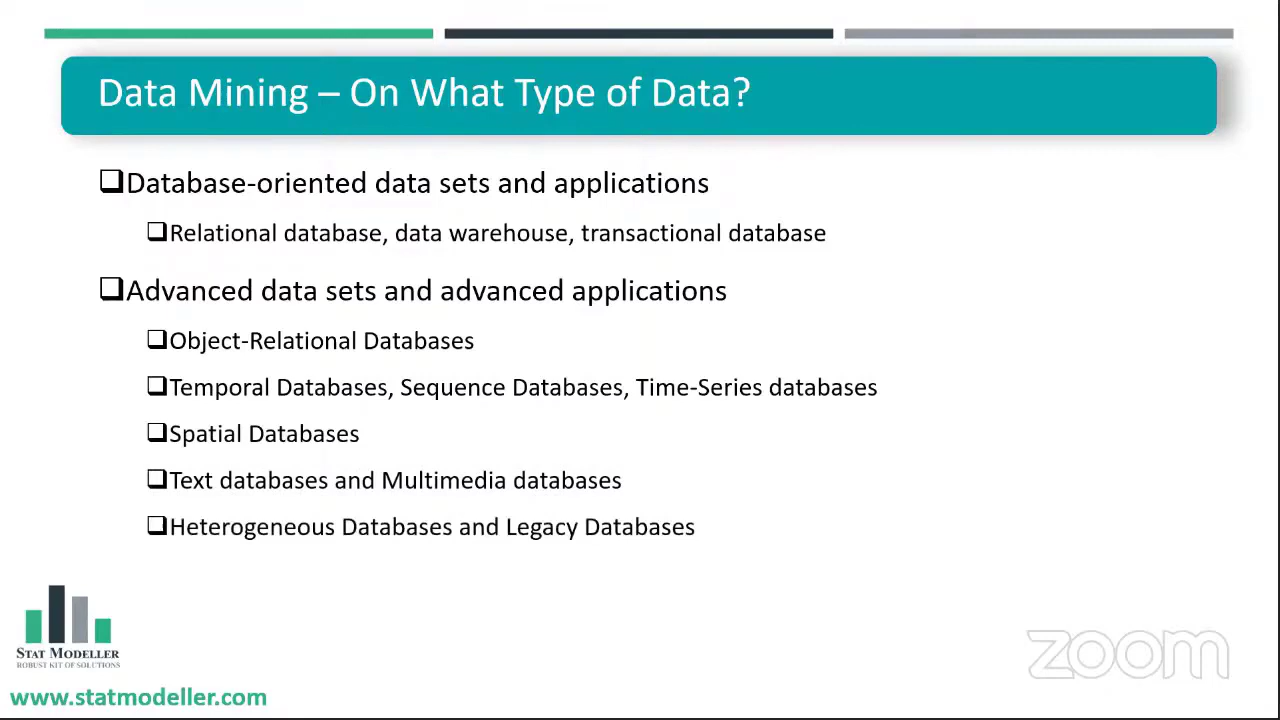 Data Mining – On What Type of Data?
❑Database-oriented data sets and applications
❑Relational database, data warehouse, transactional database
❑Advanced data sets and advanced applications
❑Object-Relational Databases
❑Temporal Databases, Sequence Databases, Time-Series databases
❑Spatial Databases
❑Text databases and Multimedia databases
❑Heterogeneous Databases and Legacy Databases
STAT MODELLER
ROBUST KIT OF SOLUTIONS
www.statmodeller.com
zoom